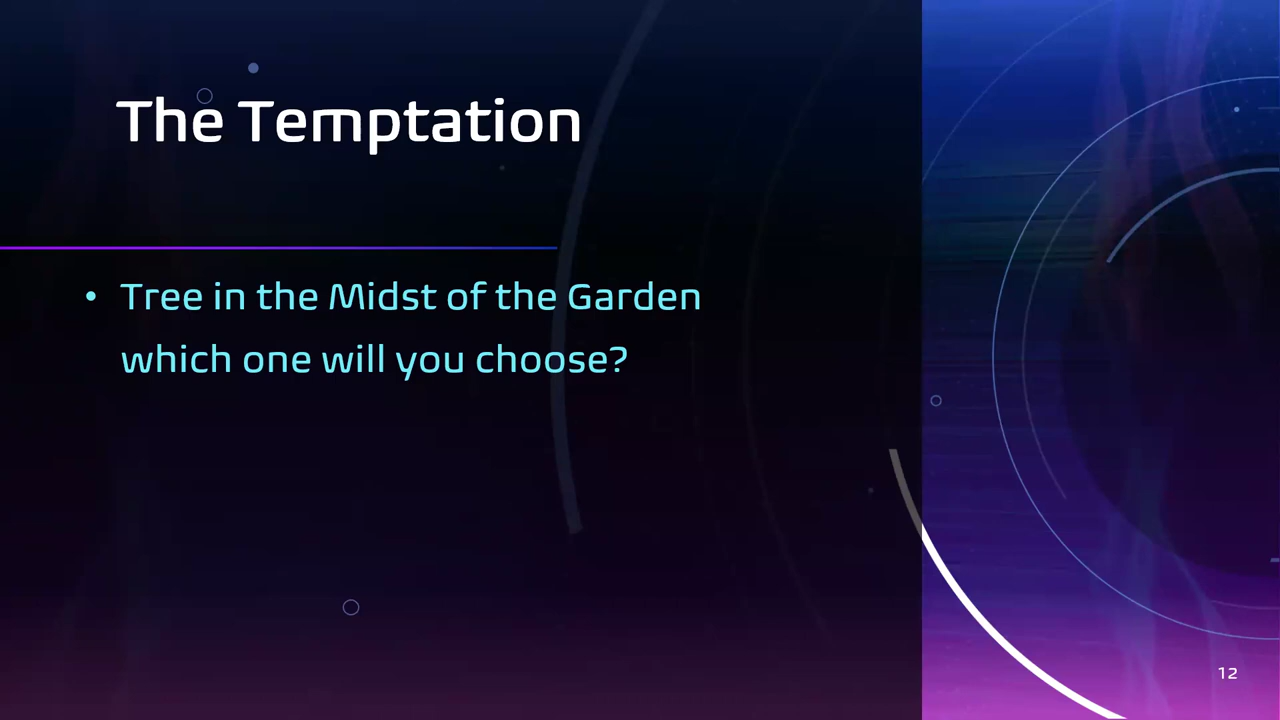 The Temptation
• Tree in the Midst of the Garden
which one will you choose?
12